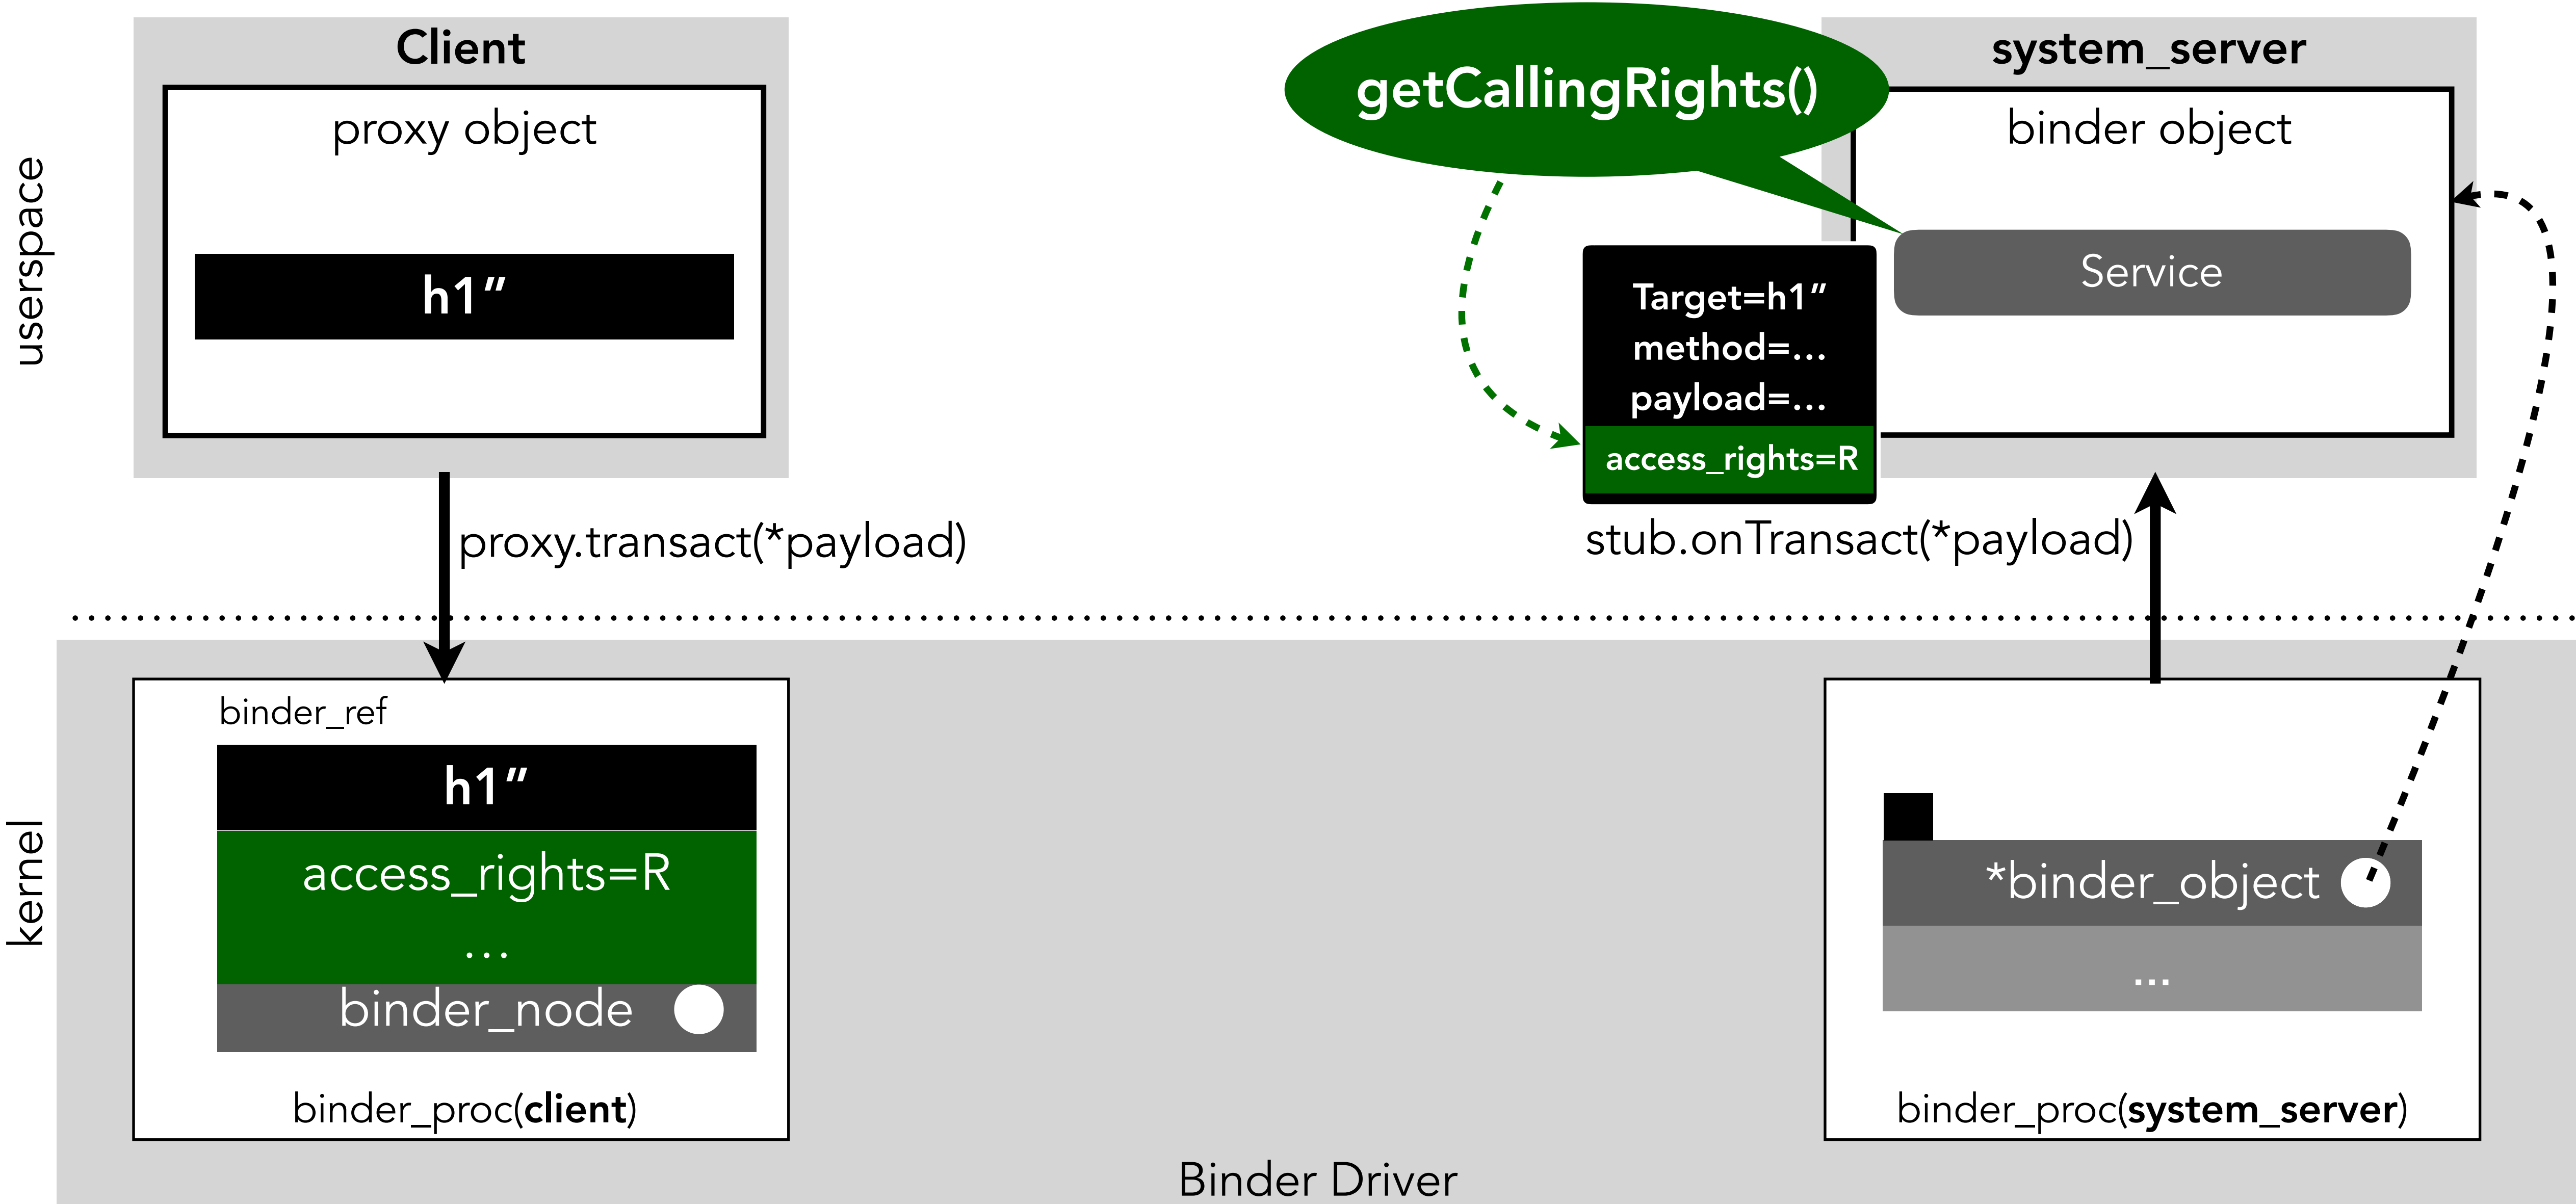 Client
proxy object
h1”
userspace
proxy.transact(*payload)
getCallingRights()
system_server
binder object
Service
Target=h1”
method=...
payload=...
access_rights=R
stub.onTransact(*payload)
kernel
binder_ref
h1”
access_rights=R
...
binder_node
binder_proc(client)
*binder_object
...
binder_proc(system_server)
Binder Driver